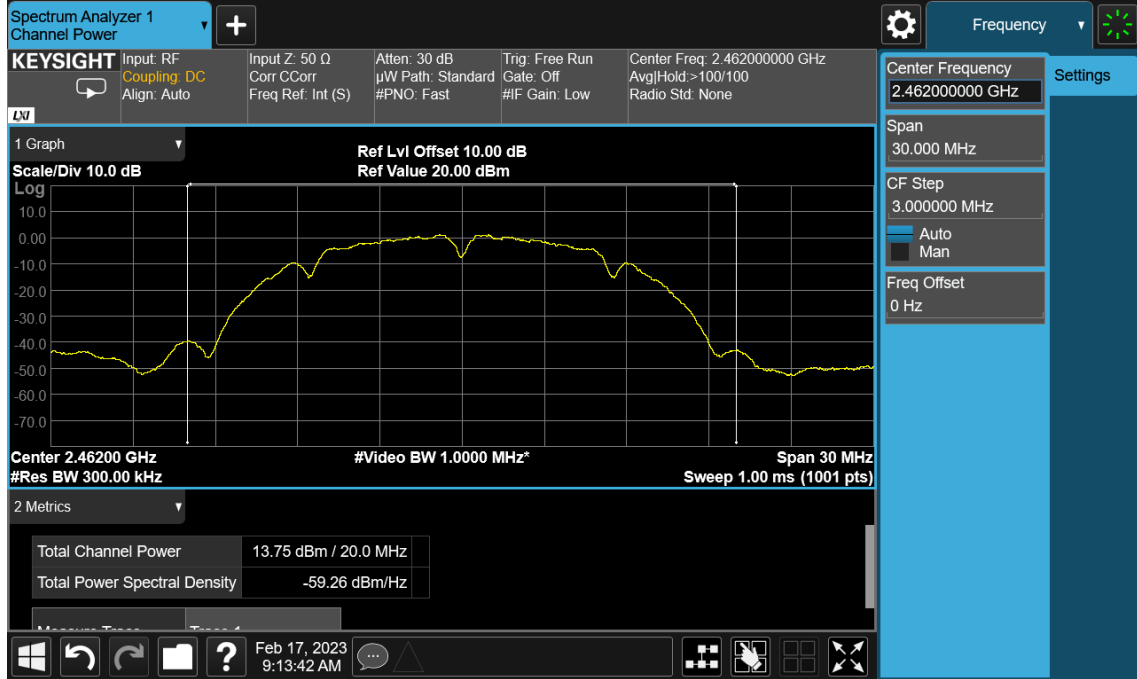 Spectrum Analyzer 1
Channel Power
+
Frequency
KEYSIGHT
LXI
Input: RF
Coupling: DC
Align: Auto
Input Z: 50 Ω
Corr CCorr
Freq Ref: Int (S)
Atten: 30 dB
µW Path: Standard
#PNO: Fast
Trig: Free Run
Gate: Off
#IF Gain: Low
Center Freq: 2.462000000 GHz
Avg|Hold:>100/100
Radio Std: None
Center Frequency
2.462000000 GHz
Settings
Span
30.000 MHz
CF Step
3.000000 MHz
Auto
Man
Freq Offset
0 Hz
1 Graph
Scale/Div 10.0 dB
Ref Lvl Offset 10.00 dB
Ref Value 20.00 dBm
Log
10.0
0.00
-10.0
-20.0
-30.0
-40.0
-50.0
-60.0
-70.0
Center 2.46200 GHz
#Video BW 1.0000 MHz*
Span 30 MHz
#Res BW 300.00 kHz
Sweep 1.00 ms (1001 pts)
2 Metrics
Total Channel Power 13.75 dBm / 20.0 MHz
Total Power Spectral Density -59.26 dBm/Hz
Measure Trace Trace 1
?
Feb 17, 2023
9:13:42 AM